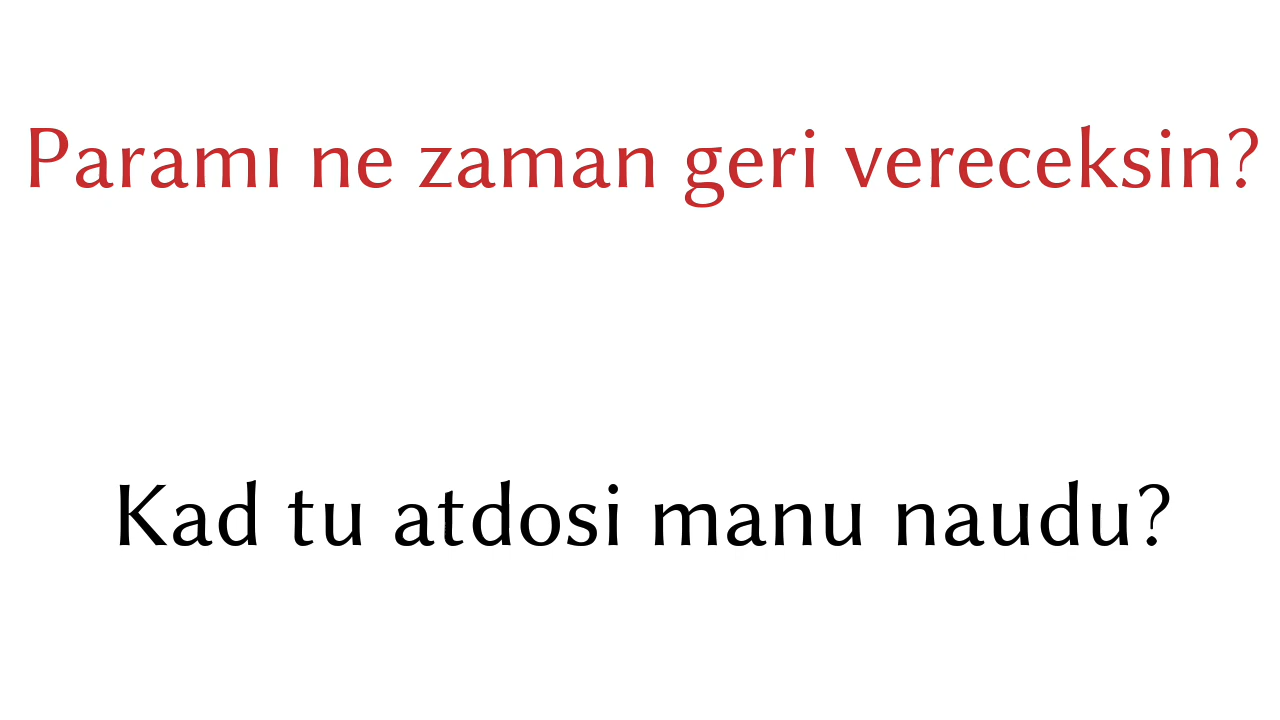 Paramı ne zaman geri vereceksin?
Kad tu atdosi manu naudu?